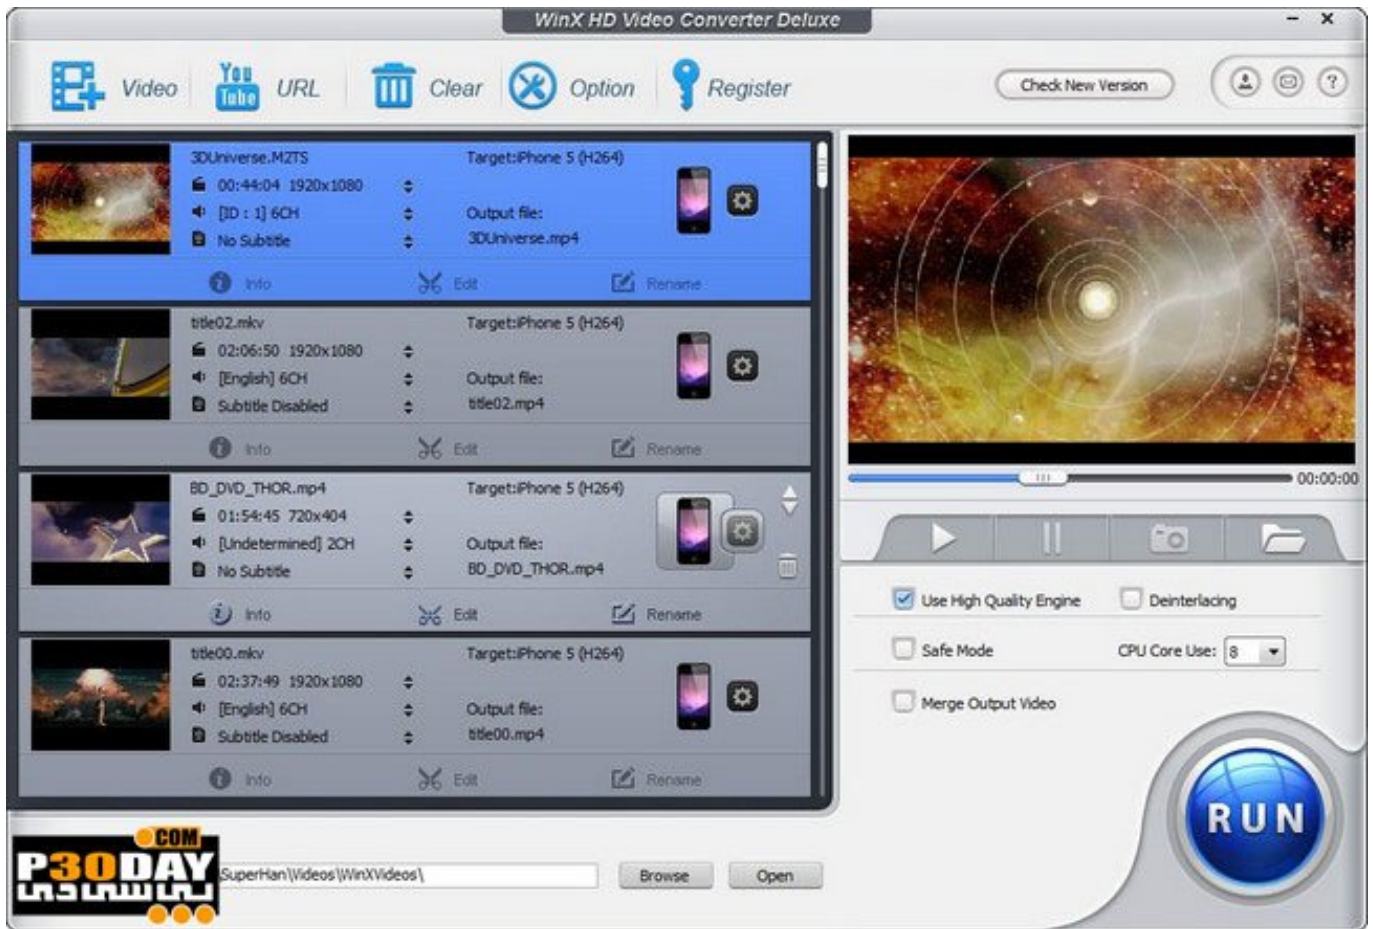 WinX HD Video Converter Deluxe
Video
You Tube URL
Clear
Option
Register
Check New Version
3DUniverse.M2TS
Target:iPhone 5 (H264)
00:44:04 1920x1080
[ID : 1] 6CH
Output file:
No Subtitle
3DUniverse.mp4
Info
Edit
Rename
title02.mkv
Target:iPhone 5 (H264)
02:06:50 1920x1080
[English] 6CH
Output file:
Subtitle Disabled
title02.mp4
Info
Edit
Rename
BD_DVD_THOR.mp4
Target:iPhone 5 (H264)
01:54:45 720x404
[Undetermined] 2CH
Output file:
No Subtitle
BD_DVD_THOR.mp4
Info
Edit
Rename
title00.mkv
Target:iPhone 5 (H264)
02:37:49 1920x1080
[English] 6CH
Output file:
Subtitle Disabled
title00.mp4
Info
Edit
Rename
00:00:00
Use High Quality Engine
Deinterlacing
Safe Mode
CPU Core Use: 8
Merge Output Video
RUN
.COM
P30DAY
پی سی دی
SuperHan\Videos\WinXVideos\
Browse
Open